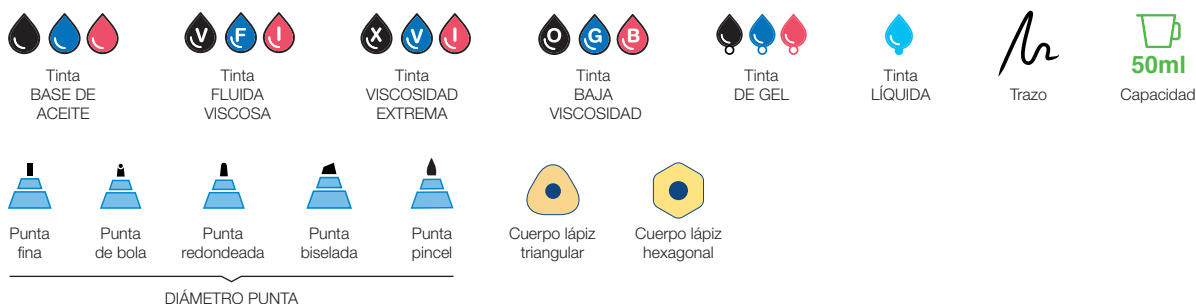 V F I
X V I
O G B
50ml
Tinta
BASE DE
ACEITE
Tinta
FLUIDA
VISCOSA
Tinta
VISCOSIDAD
EXTREMA
Tinta
BAJA
VISCOSIDAD
Tinta
DE GEL
Tinta
LÍQUIDA
Trazo
Capacidad
Punta
fina
Punta
de bola
Punta
redondeada
Punta
biselada
Punta
pincel
Cuerpo lápiz
triangular
Cuerpo lápiz
hexagonal
DIÁMETRO PUNTA